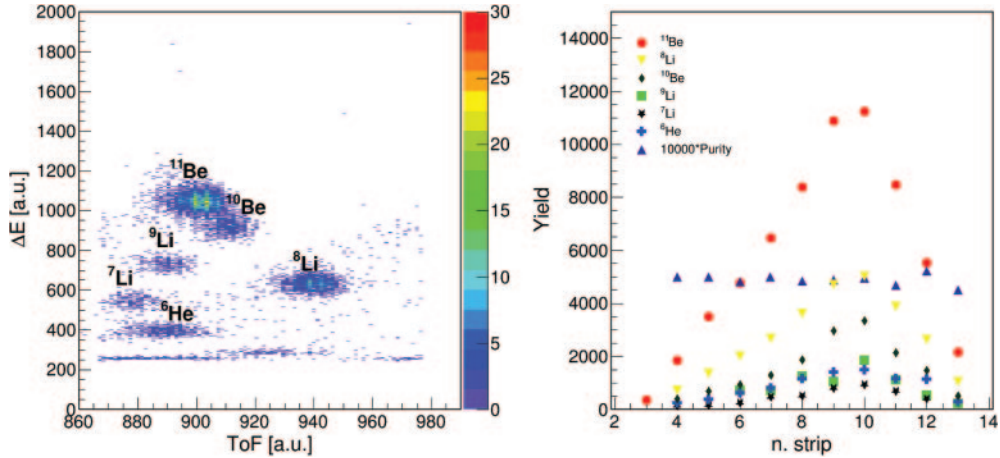 2000
1800
1600
1400
1200
1000
800
600
400
200
0
ΔE [a.u.]
¹¹Be
¹⁰Be
⁹Li
⁸Li
⁷Li
⁶He
860 880 900 920 940 960 980
ToF [a.u.]
30
25
20
15
10
5
0
14000
12000
10000
8000
6000
4000
2000
0
Yield
¹¹Be
⁸Li
¹⁰Be
⁹Li
⁷Li
⁶He
10000*Purity
2 4 6 8 10 12 14
n. strip